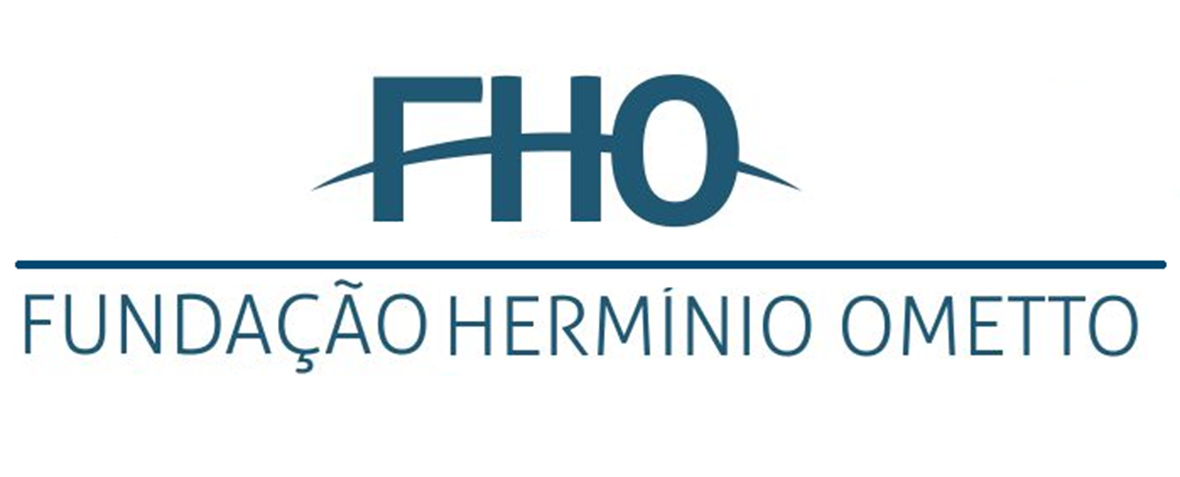 FHO
FUNDAÇÃO HERMÍNIO OMETTO